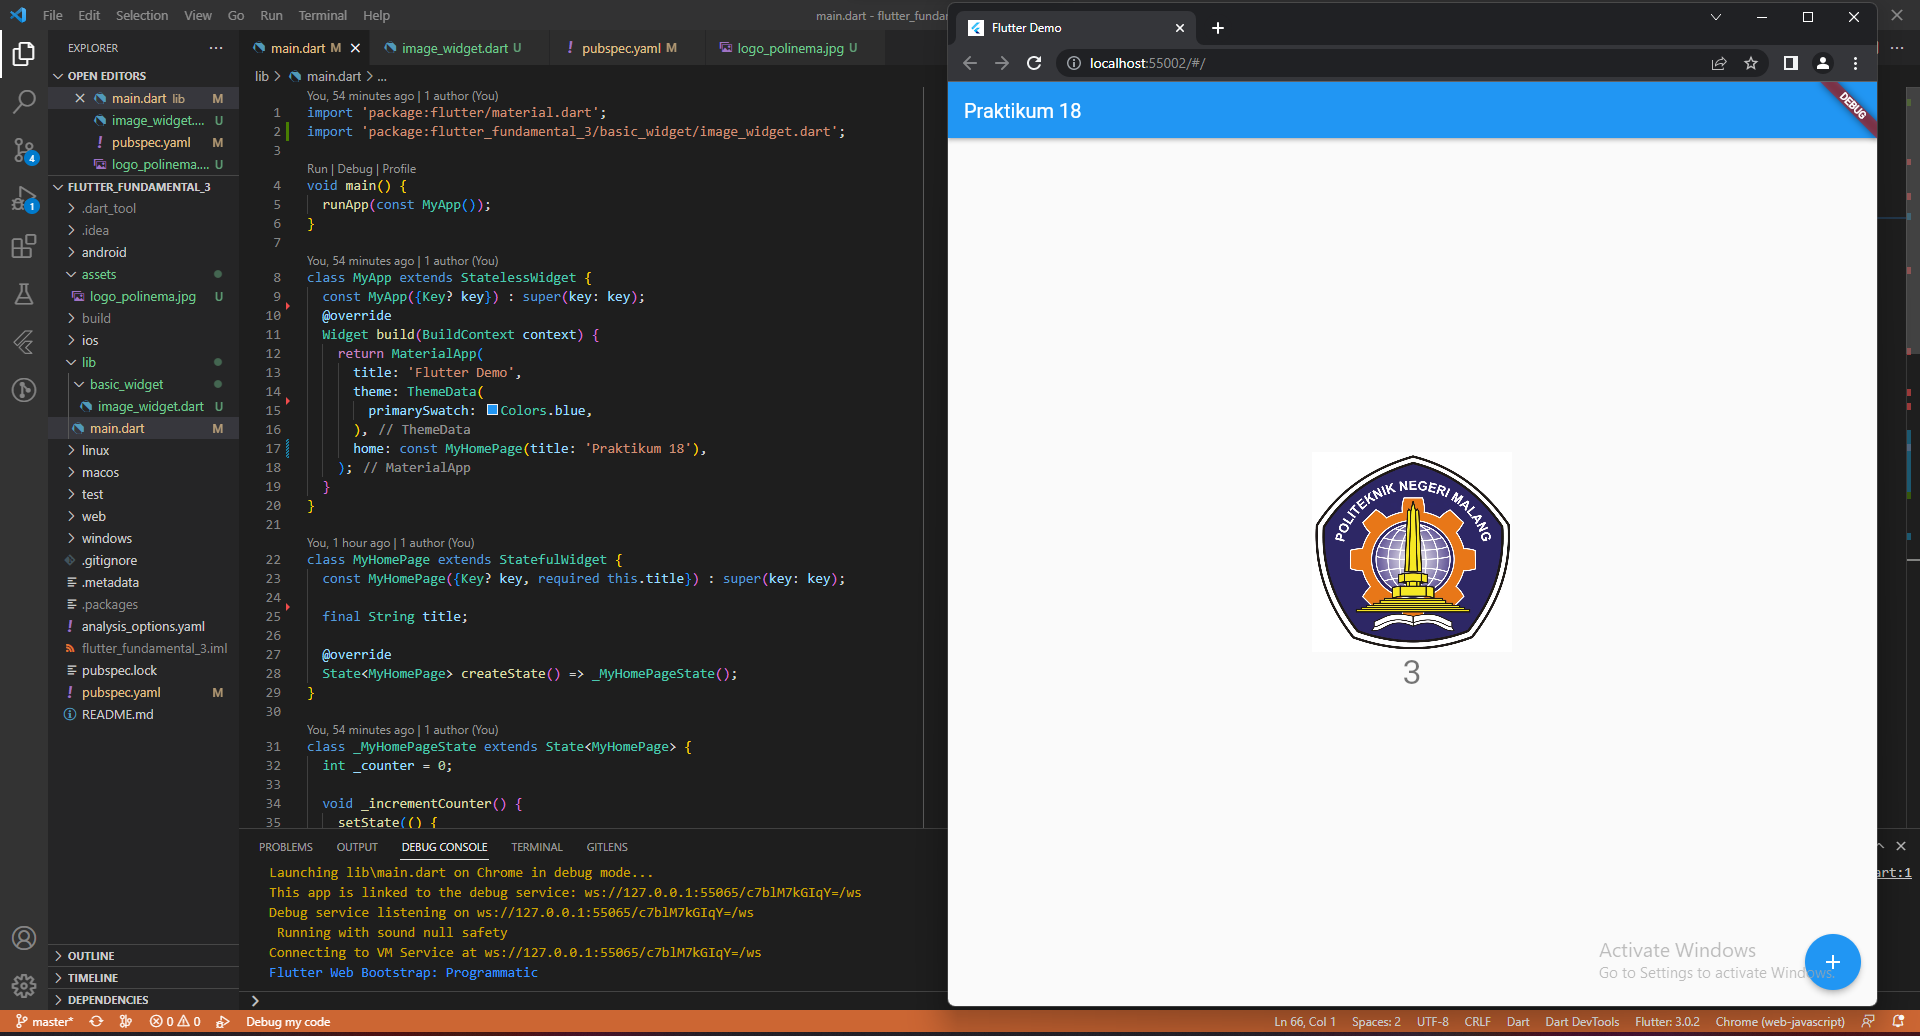 File Edit Selection View Go Run Terminal Help
main.dart - flutter_funda
EXPLORER
OPEN EDITORS
main.dart lib M
image_widget.... U
pubspec.yaml M
logo_polinema.... U
FLUTTER_FUNDAMENTAL_3
.dart_tool
.idea
android
assets
logo_polinema.jpg U
build
ios
lib
basic_widget
image_widget.dart U
main.dart M
linux
macos
test
web
windows
.gitignore
.metadata
.packages
analysis_options.yaml
flutter_fundamental_3.iml
pubspec.lock
pubspec.yaml M
README.md
OUTLINE
TIMELINE
DEPENDENCIES
4
1
main.dart M image_widget.dart U pubspec.yaml M logo_polinema.jpg U
lib > main.dart > ...
You, 54 minutes ago | 1 author (You)
1 import 'package:flutter/material.dart';
2 import 'package:flutter_fundamental_3/basic_widget/image_widget.dart';
3
Run | Debug | Profile
4 void main() {
5 runApp(const MyApp());
6 }
7
You, 54 minutes ago | 1 author (You)
8 class MyApp extends StatelessWidget {
9 const MyApp({Key? key}) : super(key: key);
10 @override
11 Widget build(BuildContext context) {
12 return MaterialApp(
13 title: 'Flutter Demo',
14 theme: ThemeData(
15 primarySwatch: Colors.blue,
16 ), // ThemeData
17 home: const MyHomePage(title: 'Praktikum 18'),
18 ); // MaterialApp
19 }
20 }
21
You, 1 hour ago | 1 author (You)
22 class MyHomePage extends StatefulWidget {
23 const MyHomePage({Key? key, required this.title}) : super(key: key);
24
25 final String title;
26
27 @override
28 State<MyHomePage> createState() => _MyHomePageState();
29 }
30
You, 54 minutes ago | 1 author (You)
31 class _MyHomePageState extends State<MyHomePage> {
32 int _counter = 0;
33
34 void _incrementCounter() {
35 setState(() {
PROBLEMS OUTPUT DEBUG CONSOLE TERMINAL GITLENS
Launching lib\main.dart on Chrome in debug mode...
This app is linked to the debug service: ws://127.0.0.1:55065/c7blM7kGIqY=/ws
Debug service listening on ws://127.0.0.1:55065/c7blM7kGIqY=/ws
Running with sound null safety
Connecting to VM Service at ws://127.0.0.1:55065/c7blM7kGIqY=/ws
Flutter Web Bootstrap: Programmatic
art:1
Flutter Demo
localhost:55002/#/
Praktikum 18
DEBUG
POLITEKNIK NEGERI MALANG
3
Activate Windows
Go to Settings to activate Windows.
master* 0 0 Debug my code Ln 66, Col 1 Spaces: 2 UTF-8 CRLF Dart Dart DevTools Flutter: 3.0.2 Chrome (web-javascript)